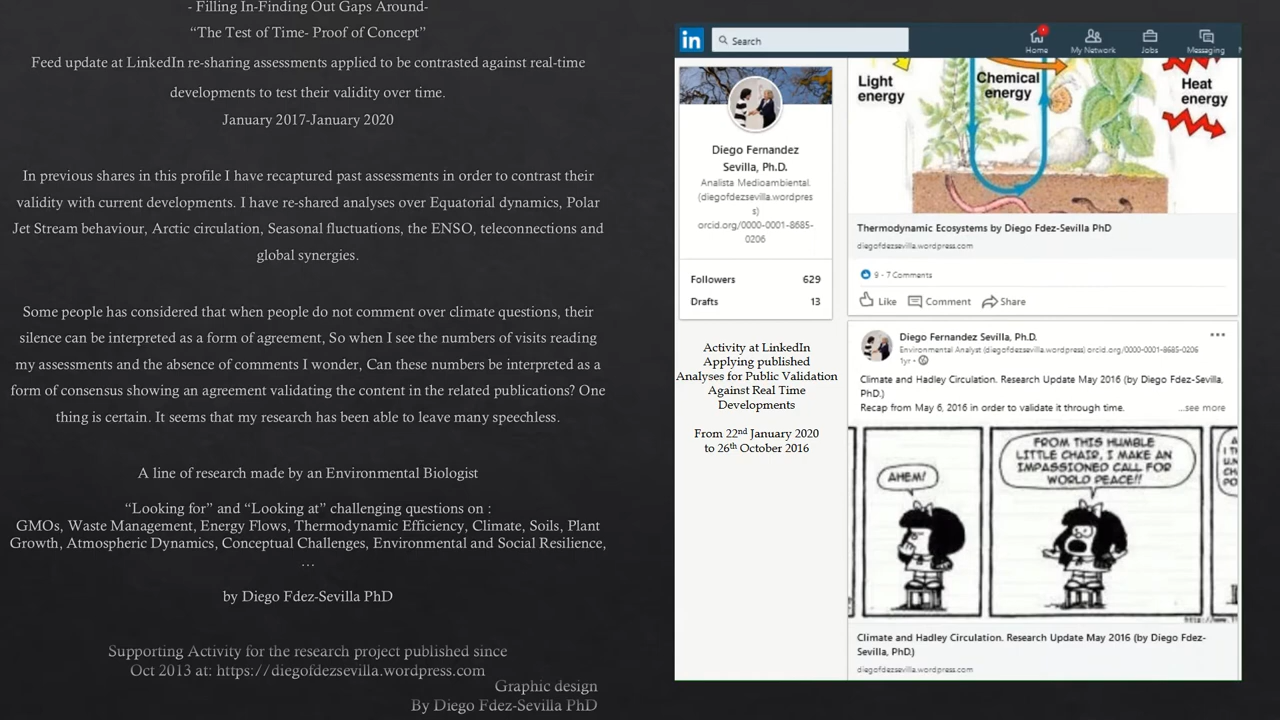 - Filling In-Finding Out Gaps Around-
“The Test of Time- Proof of Concept”
Feed update at LinkedIn re-sharing assessments applied to be contrasted against real-time
developments to test their validity over time.
January 2017-January 2020
In previous shares in this profile I have recaptured past assessments in order to contrast their
validity with current developments. I have re-shared analyses over Equatorial dynamics, Polar
Jet Stream behaviour, Arctic circulation, Seasonal fluctuations, the ENSO, teleconnections and
global synergies.
Some people has considered that when people do not comment over climate questions, their
silence can be interpreted as a form of agreement, So when I see the numbers of visits reading
my assessments and the absence of comments I wonder, Can these numbers be interpreted as a
form of consensus showing an agreement validating the content in the related publications? One
thing is certain. It seems that my research has been able to leave many speechless.
A line of research made by an Environmental Biologist
“Looking for” and “Looking at” challenging questions on :
GMOs, Waste Management, Energy Flows, Thermodynamic Efficiency, Climate, Soils, Plant
Growth, Atmospheric Dynamics, Conceptual Challenges, Environmental and Social Resilience,
…
by Diego Fdez-Sevilla PhD
Supporting Activity for the research project published since
Oct 2013 at: https://diegofdezsevilla.wordpress.com
Graphic design
By Diego Fdez-Sevilla PhD
in
Search
Home
My Network
Jobs
Messaging
Diego Fernandez
Sevilla, Ph.D.
Analista Medioambiental
(diegofdezsevilla.wordpres
s)
orcid.org/0000-0001-8685-
0206
Followers 629
Drafts 13
Activity at LinkedIn
Applying published
Analyses for Public Validation
Against Real Time
Developments
From 22nd January 2020
to 26th October 2016
Light
energy
Chemical
energy
Heat
energy
Thermodynamic Ecosystems by Diego Fdez-Sevilla PhD
diegofdezsevilla.wordpress.com
9 · 7 Comments
Like Comment Share
Diego Fernandez Sevilla, Ph.D.
Environmental Analyst (diegofdezsevilla.wordpress) orcid.org/0000-0001-8685-0206
1yr •
Climate and Hadley Circulation. Research Update May 2016 (by Diego Fdez-Sevilla,
PhD.)
Recap from May 6, 2016 in order to validate it through time. ...see more
AHEM!
FROM THIS HUMBLE
LITTLE CHAIR, I MAKE AN
IMPASSIONED CALL FOR
WORLD PEACE!!
Climate and Hadley Circulation. Research Update May 2016 (by Diego Fdez-
Sevilla, PhD.)
diegofdezsevilla.wordpress.com